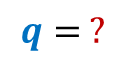 q = ?